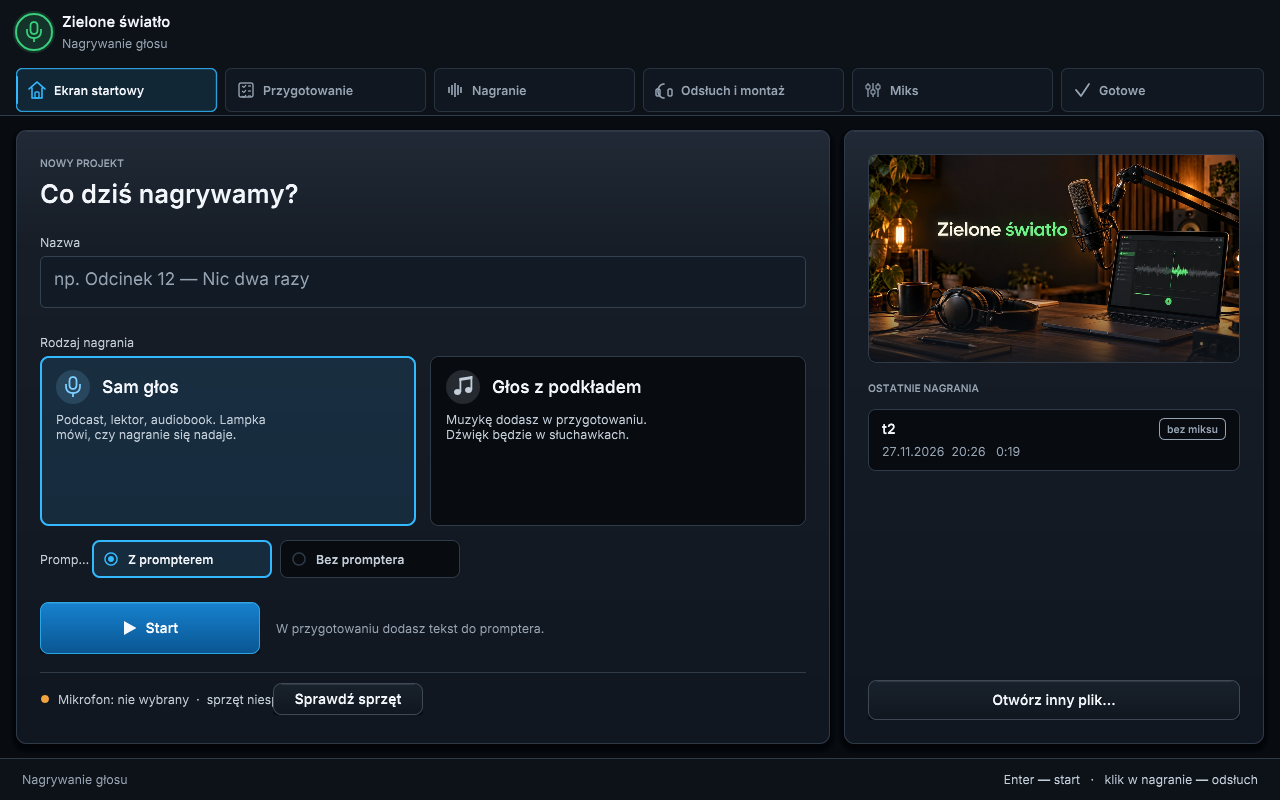 Zielone światło
Nagrywanie głosu
Ekran startowy
Przygotowanie
Nagranie
Odsłuch i montaż
Miks
Gotowe
NOWY PROJEKT
Co dziś nagrywamy?
Nazwa
np. Odcinek 12 — Nic dwa razy
Rodzaj nagrania
Sam głos
Podcast, lektor, audiobook. Lampka
mówi, czy nagranie się nadaje.
Głos z podkładem
Muzykę dodasz w przygotowaniu.
Dźwięk będzie w słuchawkach.
Promp...
Z prompterem
Bez promptera
Start
W przygotowaniu dodasz tekst do promptera.
Mikrofon: nie wybrany · sprzęt niesp
Sprawdź sprzęt
Zielone światło
OSTATNIE NAGRANIA
t2
bez miksu
27.11.2026 20:26 0:19
Otwórz inny plik...
Nagrywanie głosu
Enter — start · klik w nagranie — odsłuch